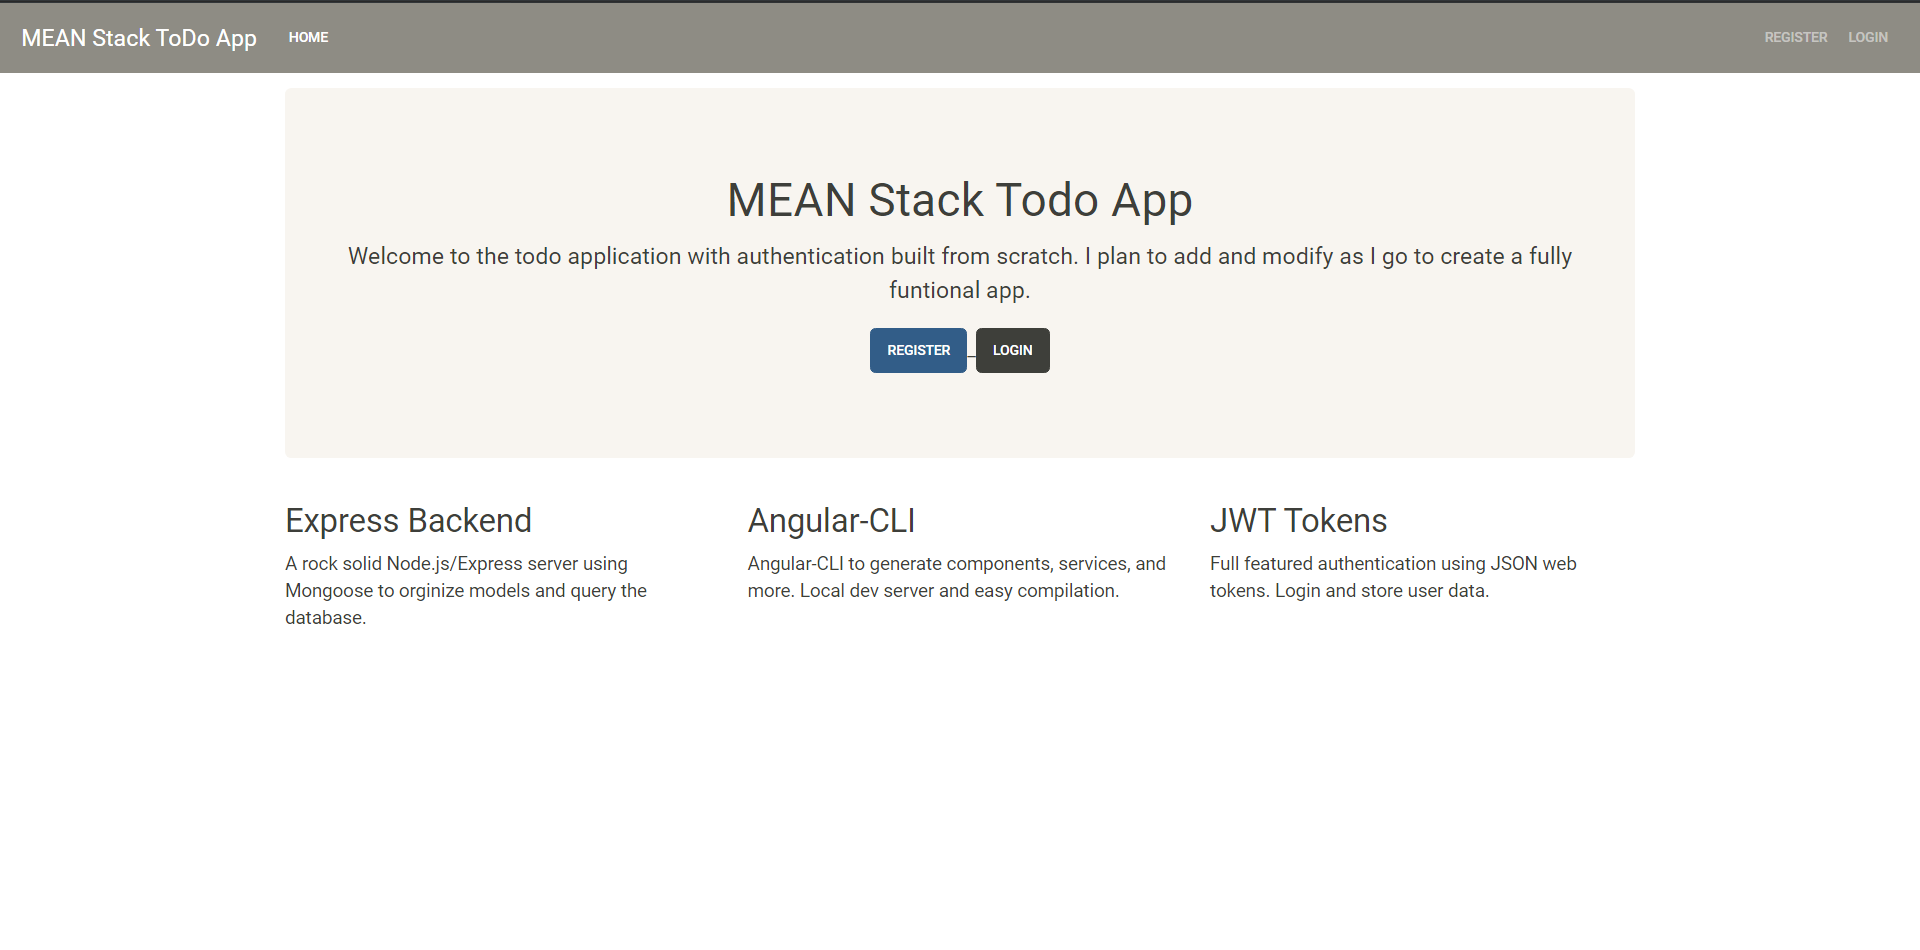 MEAN Stack ToDo App HOME REGISTER LOGIN
MEAN Stack Todo App
Welcome to the todo application with authentication built from scratch. I plan to add and modify as I go to create a fully
funtional app.
REGISTER LOGIN
Express Backend
A rock solid Node.js/Express server using
Mongoose to orginize models and query the
database.
Angular-CLI
Angular-CLI to generate components, services, and
more. Local dev server and easy compilation.
JWT Tokens
Full featured authentication using JSON web
tokens. Login and store user data.